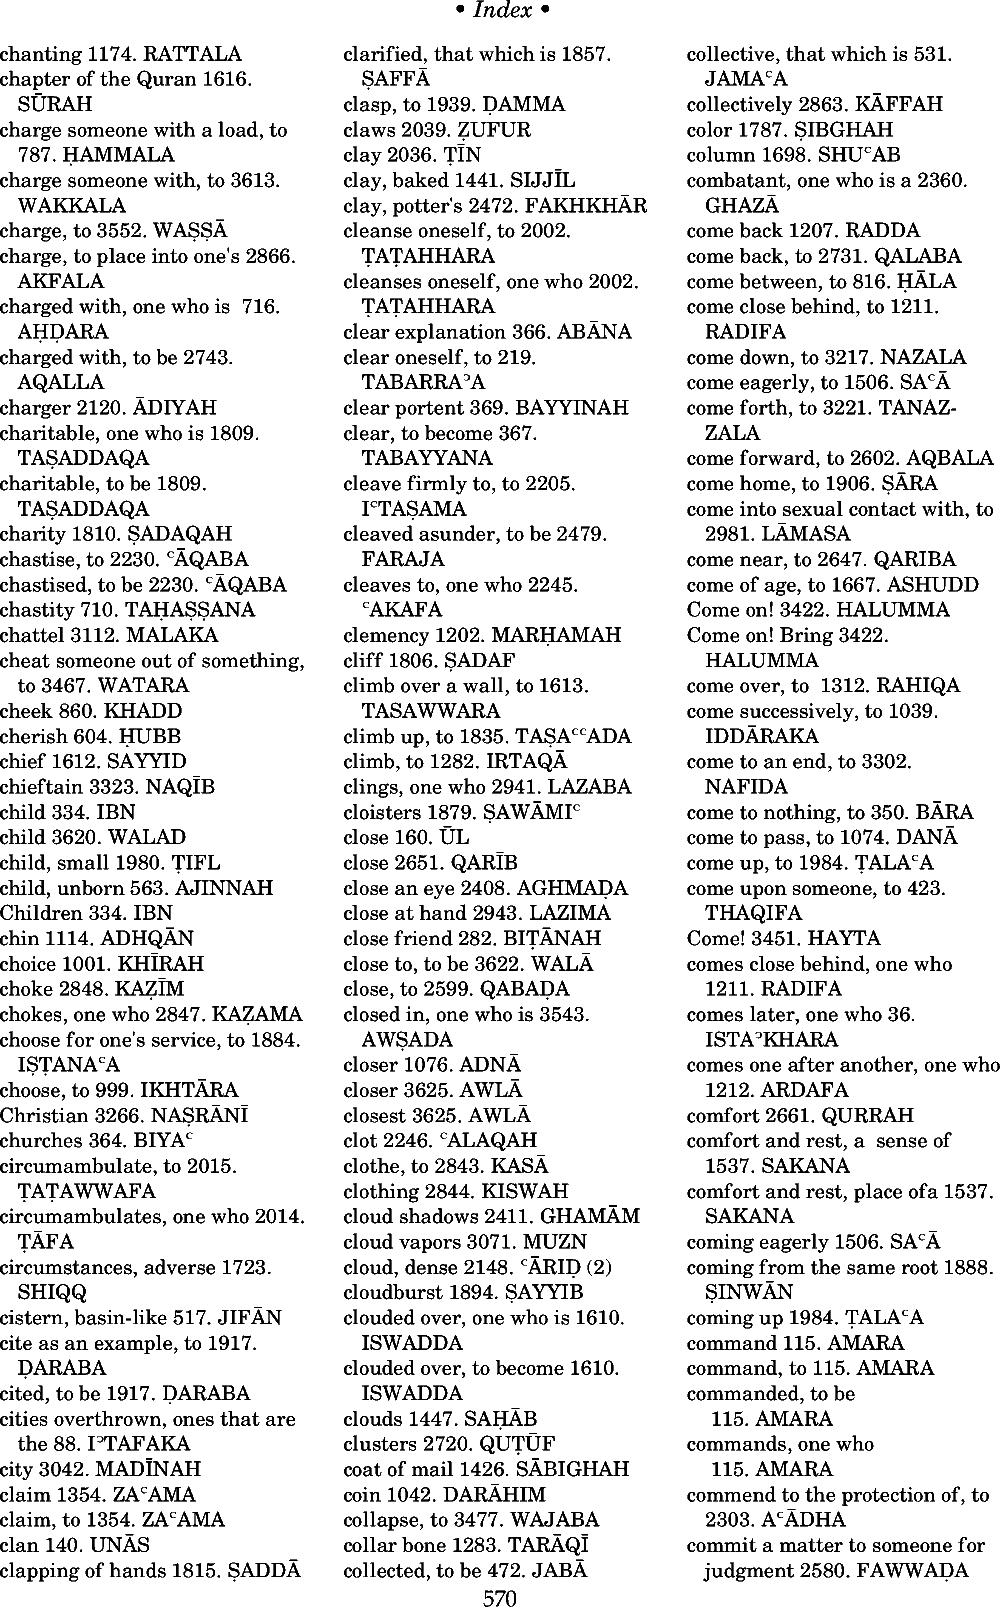 • Index •
chanting 1174. RATTALA
chapter of the Quran 1616.
SŪRAH
charge someone with a load, to
787. ḤAMMALA
charge someone with, to 3613.
WAKKALA
charge, to 3552. WAṢṢĀ
charge, to place into one's 2866.
AKFALA
charged with, one who is  716.
AḤḌARA
charged with, to be 2743.
AQALLA
charger 2120. ĀDIYAH
charitable, one who is 1809.
TAṢADDAQA
charitable, to be 1809.
TAṢADDAQA
charity 1810. ṢADAQAH
chastise, to 2230. ᶜĀQABA
chastised, to be 2230. ᶜĀQABA
chastity 710. TAḤAṢṢANA
chattel 3112. MALAKA
cheat someone out of something,
to 3467. WATARA
cheek 860. KHADD
cherish 604. ḤUBB
chief 1612. SAYYID
chieftain 3323. NAQĪB
child 334. IBN
child 3620. WALAD
child, small 1980. ṬIFL
child, unborn 563. AJINNAH
Children 334. IBN
chin 1114. ADHQĀN
choice 1001. KHĪRAH
choke 2848. KAẒĪM
chokes, one who 2847. KAẒAMA
choose for one's service, to 1884.
IṢṬANAᶜA
choose, to 999. IKHTĀRA
Christian 3266. NAṢRĀNĪ
churches 364. BIYAᶜ
circumambulate, to 2015.
ṬAṬAWWAFA
circumambulates, one who 2014.
ṬĀFA
circumstances, adverse 1723.
SHIQQ
cistern, basin-like 517. JIFĀN
cite as an example, to 1917.
ḌARABA
cited, to be 1917. ḌARABA
cities overthrown, ones that are
the 88. IᵓTAFAKA
city 3042. MADĪNAH
claim 1354. ZAᶜAMA
claim, to 1354. ZAᶜAMA
clan 140. UNĀS
clapping of hands 1815. ṢADDĀ
clarified, that which is 1857.
ṢAFFĀ
clasp, to 1939. ḌAMMA
claws 2039. ẒUFUR
clay 2036. ṬĪN
clay, baked 1441. SIJJĪL
clay, potter's 2472. FAKHKHĀR
cleanse oneself, to 2002.
ṬAṬAHHARA
cleanses oneself, one who 2002.
ṬAṬAHHARA
clear explanation 366. ABĀNA
clear oneself, to 219.
TABARRAᵓA
clear portent 369. BAYYINAH
clear, to become 367.
TABAYYANA
cleave firmly to, to 2205.
IᶜTAṢAMA
cleaved asunder, to be 2479.
FARAJA
cleaves to, one who 2245.
ᶜAKAFA
clemency 1202. MARḤAMAH
cliff 1806. ṢADAF
climb over a wall, to 1613.
TASAWWARA
climb up, to 1835. TAṢAᶜᶜADA
climb, to 1282. IRTAQĀ
clings, one who 2941. LAZABA
cloisters 1879. ṢAWĀMIᶜ
close 160. ŪL
close 2651. QARĪB
close an eye 2408. AGHMAḌA
close at hand 2943. LAZIMA
close friend 282. BIṬĀNAH
close to, to be 3622. WALĀ
close, to 2599. QABAḌA
closed in, one who is 3543.
AWṢADA
closer 1076. ADNĀ
closer 3625. AWLĀ
closest 3625. AWLĀ
clot 2246. ᶜALAQAH
clothe, to 2843. KASĀ
clothing 2844. KISWAH
cloud shadows 2411. GHAMĀM
cloud vapors 3071. MUZN
cloud, dense 2148. ᶜĀRIḌ (2)
cloudburst 1894. ṢAYYIB
clouded over, one who is 1610.
ISWADDA
clouded over, to become 1610.
ISWADDA
clouds 1447. SAḤĀB
clusters 2720. QUṬŪF
coat of mail 1426. SĀBIGHAH
coin 1042. DARĀHIM
collapse, to 3477. WAJABA
collar bone 1283. TARĀQĪ
collected, to be 472. JABĀ
collective, that which is 531.
JAMAᶜA
collectively 2863. KĀFFAH
color 1787. ṢIBGHAH
column 1698. SHUᶜAB
combatant, one who is a 2360.
GHAZĀ
come back 1207. RADDA
come back, to 2731. QALABA
come between, to 816. ḤĀLA
come close behind, to 1211.
RADIFA
come down, to 3217. NAZALA
come eagerly, to 1506. SAᶜĀ
come forth, to 3221. TANAZ-
ZALA
come forward, to 2602. AQBALA
come home, to 1906. ṢĀRA
come into sexual contact with, to
2981. LĀMASA
come near, to 2647. QARIBA
come of age, to 1667. ASHUDD
Come on! 3422. HALUMMA
Come on! Bring 3422.
HALUMMA
come over, to  1312. RAHIQA
come successively, to 1039.
IDDĀRAKA
come to an end, to 3302.
NAFIDA
come to nothing, to 350. BĀRA
come to pass, to 1074. DANĀ
come up, to 1984. ṬALAᶜA
come upon someone, to 423.
THAQIFA
Come! 3451. HAYTA
comes close behind, one who
1211. RADIFA
comes later, one who 36.
ISTAᵓKHARA
comes one after another, one who
1212. ARDAFA
comfort 2661. QURRAH
comfort and rest, a  sense of
1537. SAKANA
comfort and rest, place ofa 1537.
SAKANA
coming eagerly 1506. SAᶜĀ
coming from the same root 1888.
ṢINWĀN
coming up 1984. ṬALAᶜA
command 115. AMARA
command, to 115. AMARA
commanded, to be
115. AMARA
commands, one who
115. AMARA
commend to the protection of, to
2303. AᶜĀDHA
commit a matter to someone for
judgment 2580. FAWWAḌA
570